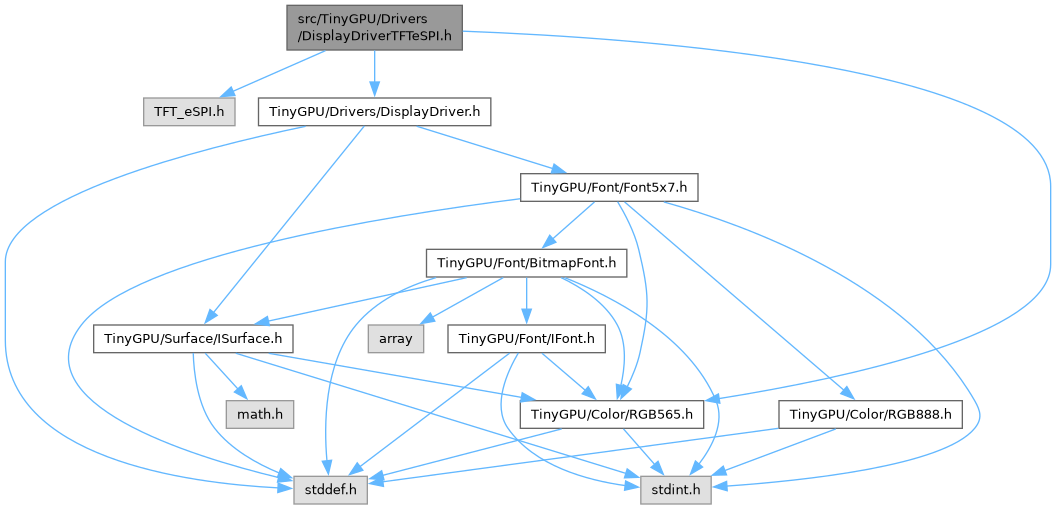 src/TinyGPU/Drivers
/DisplayDriverTFTeSPI.h
TFT_eSPI.h
TinyGPU/Drivers/DisplayDriver.h
TinyGPU/Font/Font5x7.h
TinyGPU/Font/BitmapFont.h
TinyGPU/Surface/ISurface.h
array
TinyGPU/Font/IFont.h
math.h
TinyGPU/Color/RGB565.h
TinyGPU/Color/RGB888.h
stddef.h
stdint.h